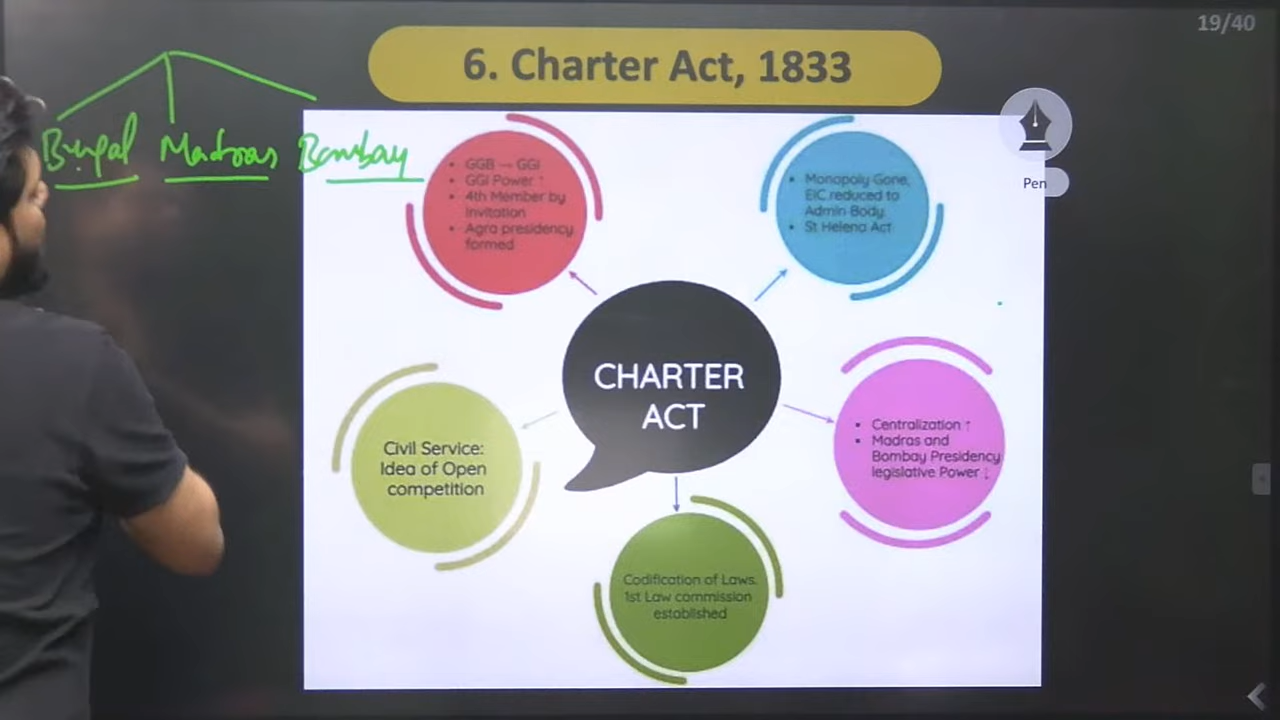 19/40
6. Charter Act, 1833
Bengal Madras Bombay
• GGB → GGI
• GGI Power ↑
• 4th Member by
Invitation
• Agra presidency
formed
• Monopoly Gone,
EIC reduced to
Admin Body.
• St Helena Act
Pen
CHARTER
ACT
Civil Service:
Idea of Open
competition
▪ Centralization ↑
▪ Madras and
Bombay Presidency
legislative Power ↓
Codification of Laws.
1st Law commission
established